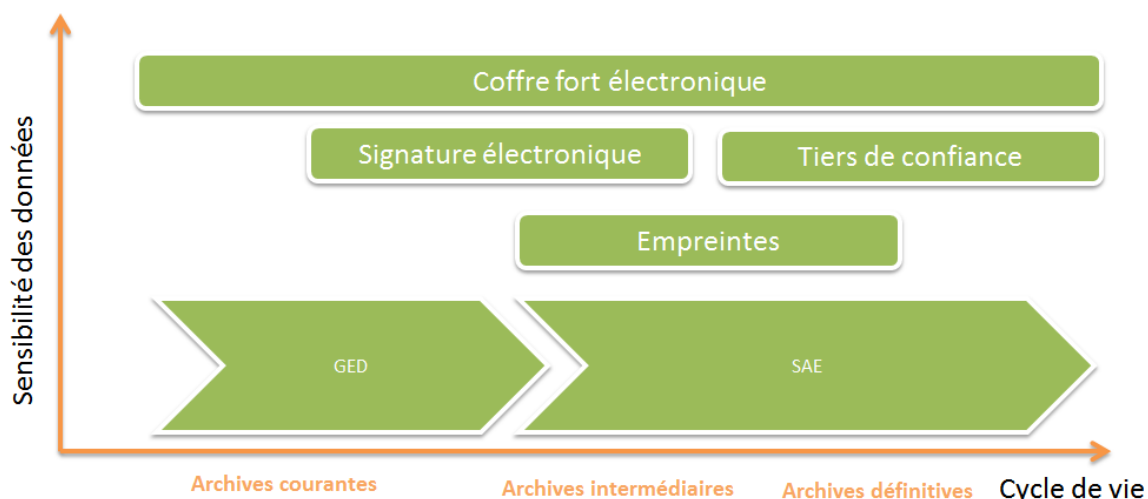 Sensibilité des données
Coffre fort électronique
Signature électronique
Tiers de confiance
Empreintes
GED
SAE
Archives courantes
Archives intermédiaires
Archives définitives
Cycle de vie